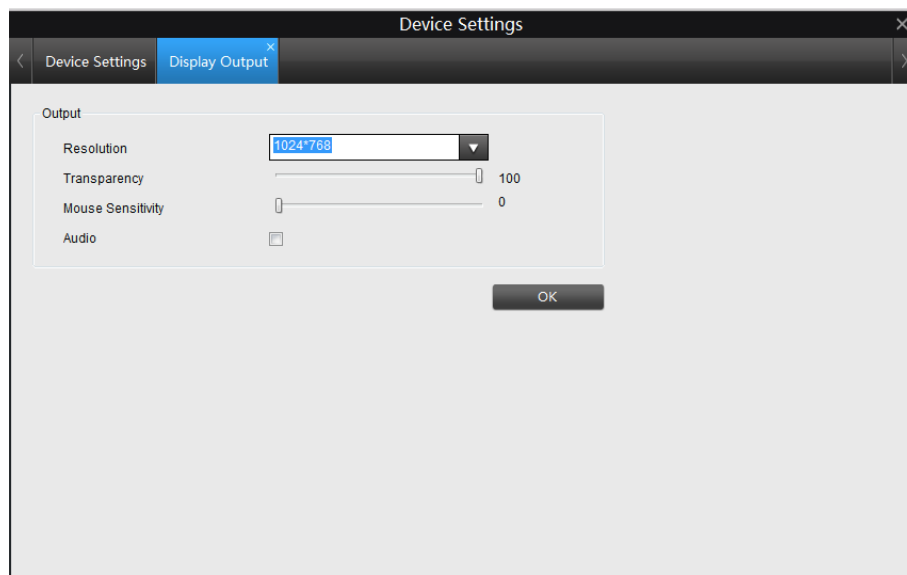 Device Settings
Device Settings
Display Output
Output
Resolution
1024*768
Transparency
100
Mouse Sensitivity
0
Audio
OK